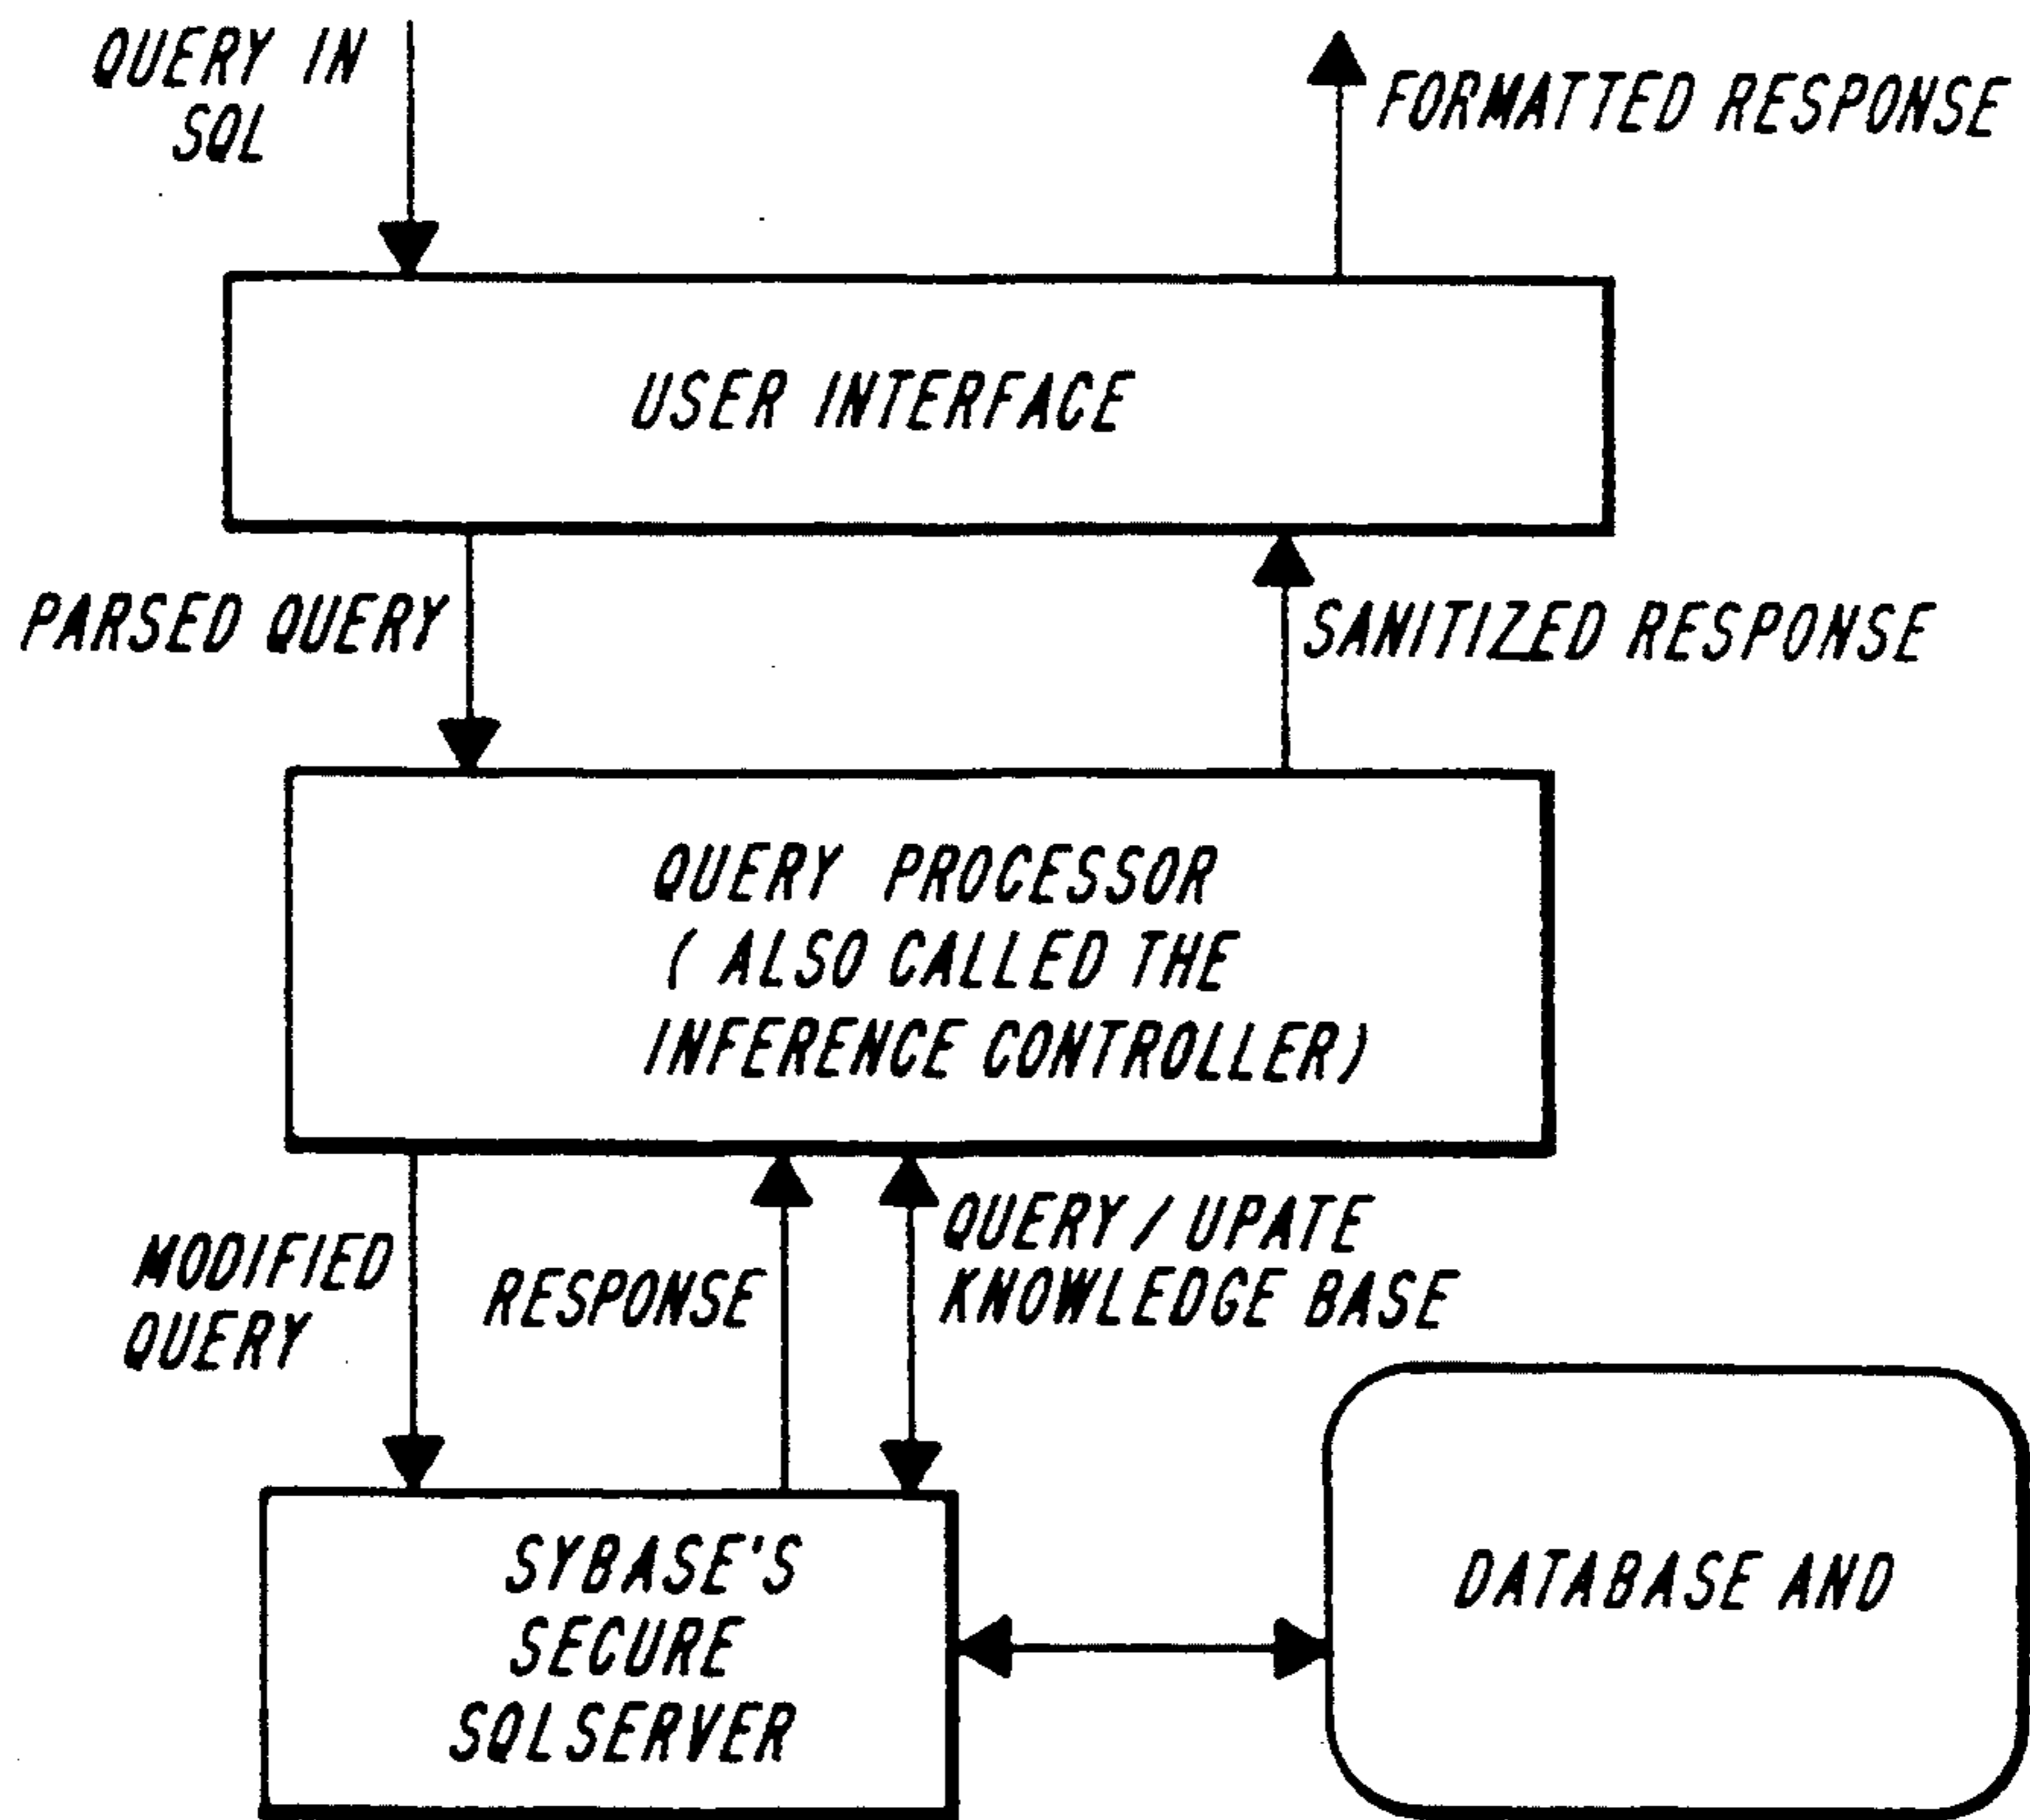 QUERY IN
SQL
FORMATTED RESPONSE
USER INTERFACE
PARSED QUERY
SANITIZED RESPONSE
QUERY PROCESSOR
( ALSO CALLED THE
INFERENCE CONTROLLER)
MODIFIED
QUERY
RESPONSE
QUERY / UPATE
KNOWLEDGE BASE
SYBASE'S
SECURE
SQLSERVER
DATABASE AND